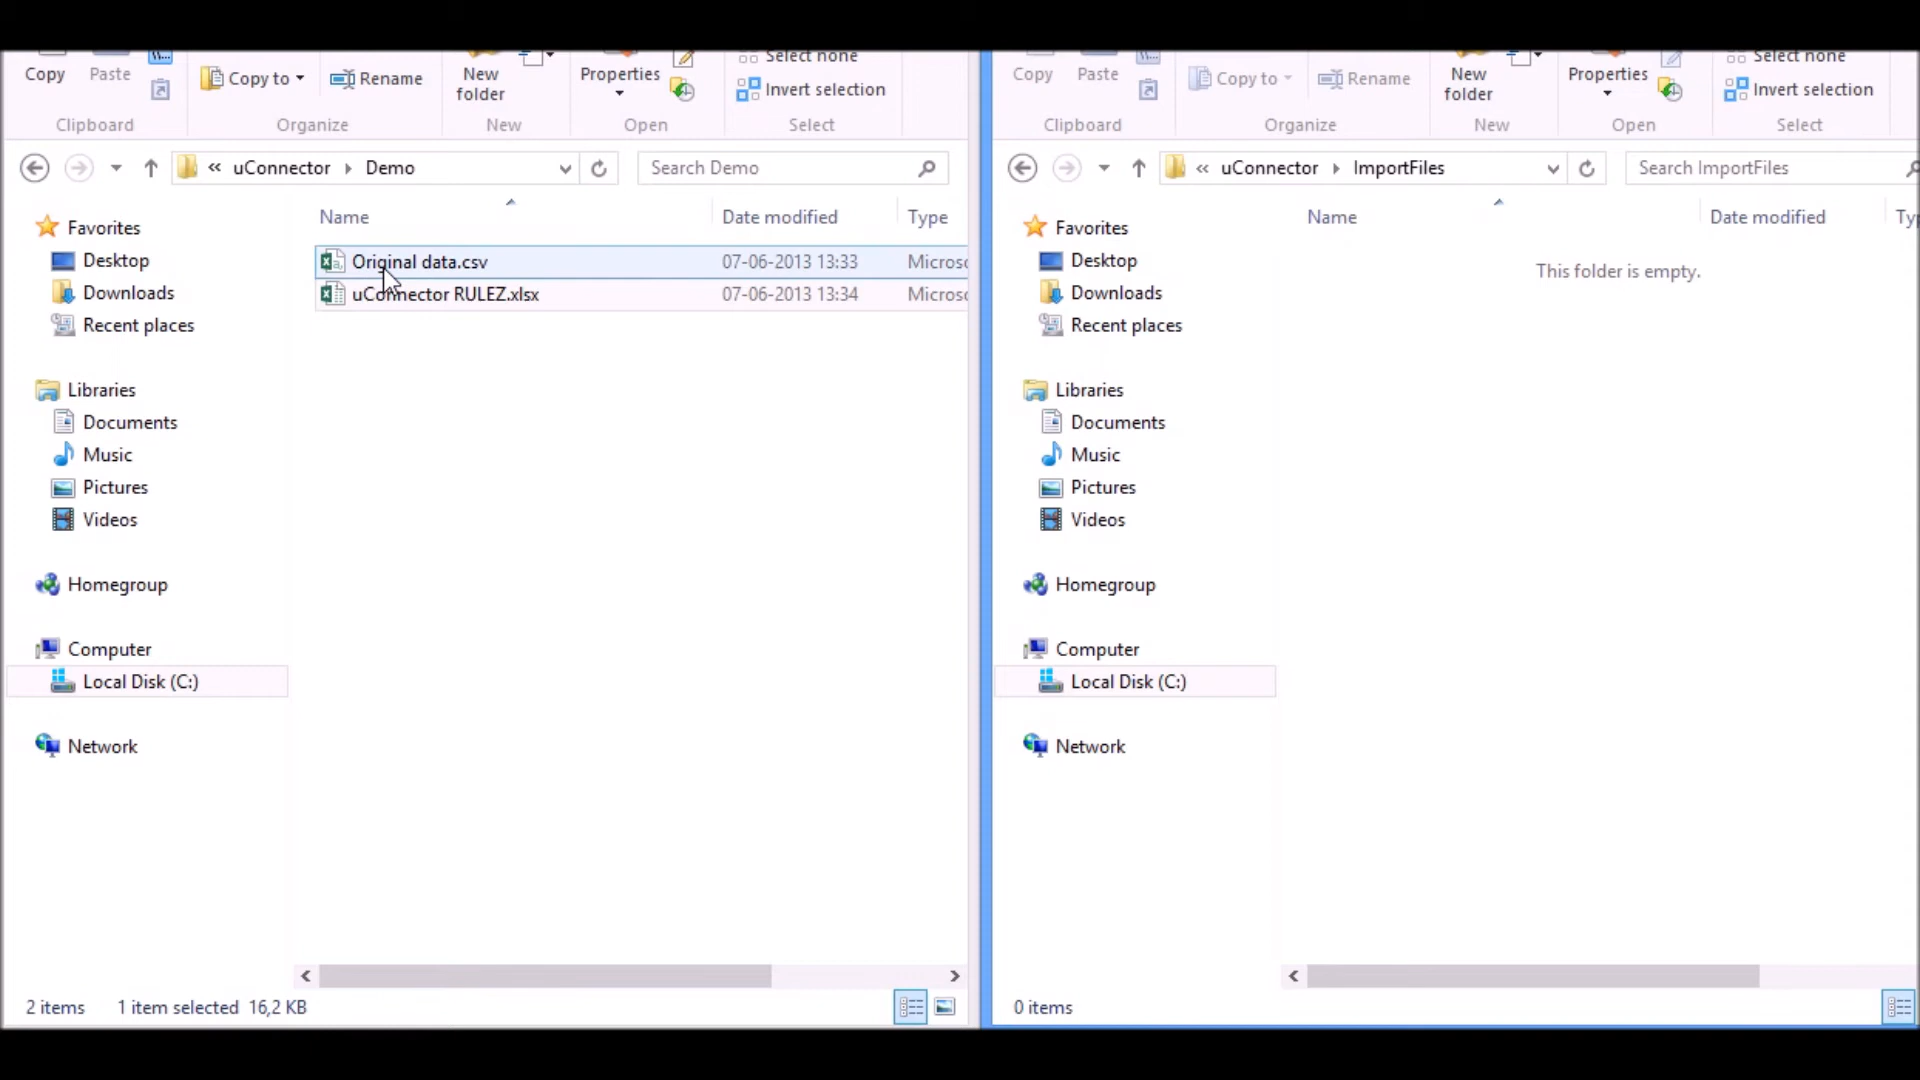 W...
Select none
Copy Paste Copy to Rename New folder Properties Invert selection
Clipboard Organize New Open Select
« uConnector Demo Search Demo
Name Date modified Type
Original data.csv 07-06-2013 13:33 Micros
uConnector RULEZ.xlsx 07-06-2013 13:34 Micros
Favorites
Desktop
Downloads
Recent places
Libraries
Documents
Music
Pictures
Videos
Homegroup
Computer
Local Disk (C:)
Network
2 items 1 item selected 16,2 KB
Select none
Copy Paste Copy to Rename New folder Properties Invert selection
Clipboard Organize New Open Select
« uConnector ImportFiles Search ImportFiles
Name Date modified Ty
This folder is empty.
Favorites
Desktop
Downloads
Recent places
Libraries
Documents
Music
Pictures
Videos
Homegroup
Computer
Local Disk (C:)
Network
0 items